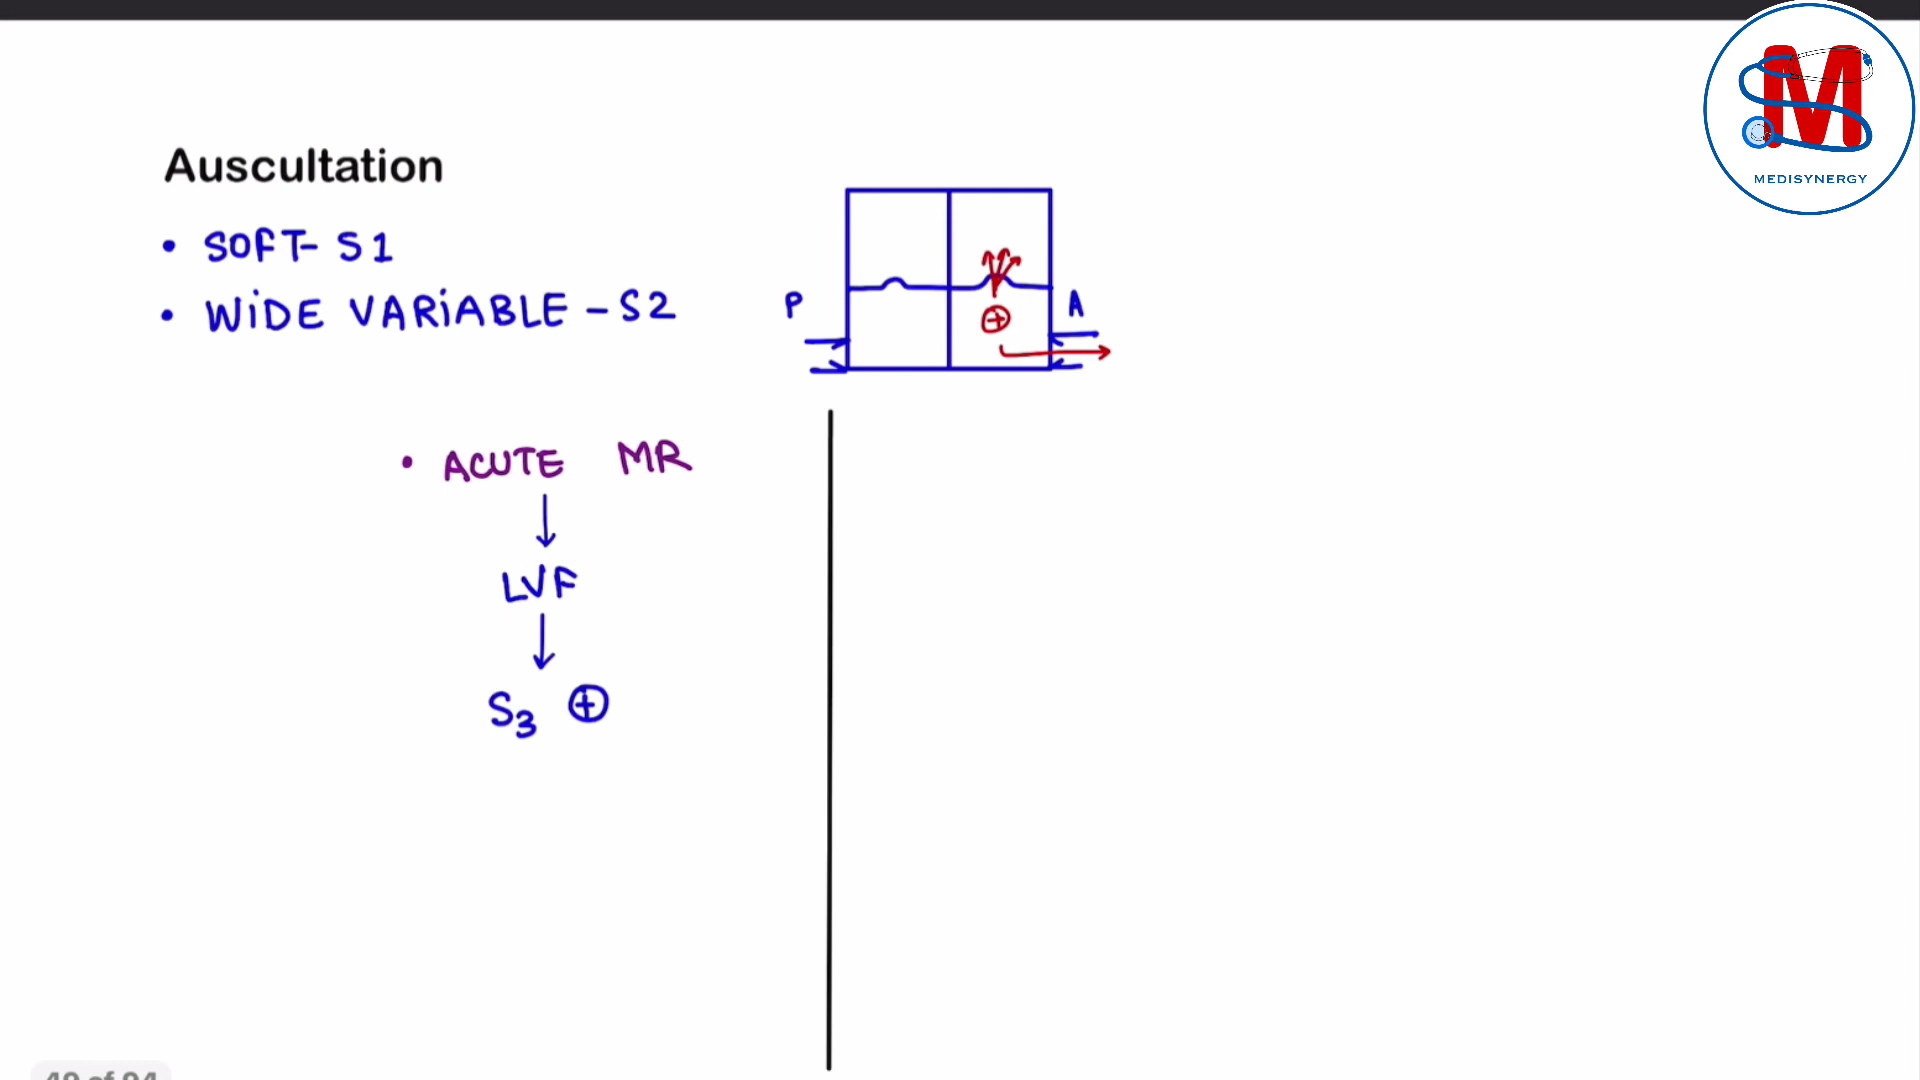 MEDISYNERGY
Auscultation
• SOFT- S1
• WiDE VARiABLE - S2
P
A
• ACUTE MR
LVF
S3 ⊕